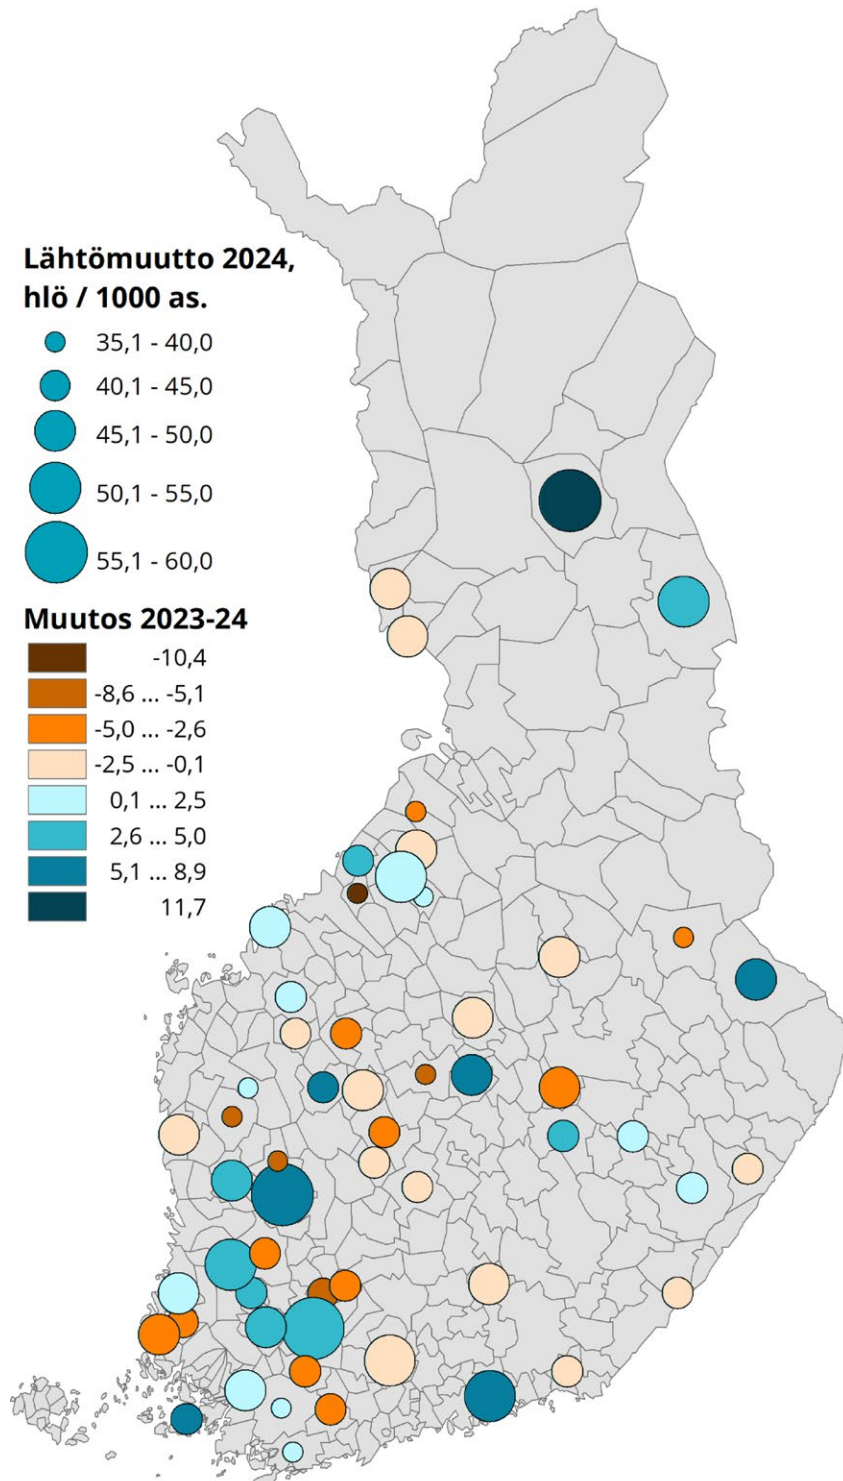 Lähtömuutto 2024,
hlö / 1000 as.
35,1 - 40,0
40,1 - 45,0
45,1 - 50,0
50,1 - 55,0
55,1 - 60,0
Muutos 2023-24
-10,4
-8,6 ... -5,1
-5,0 ... -2,6
-2,5 ... -0,1
0,1 ... 2,5
2,6 ... 5,0
5,1 ... 8,9
11,7